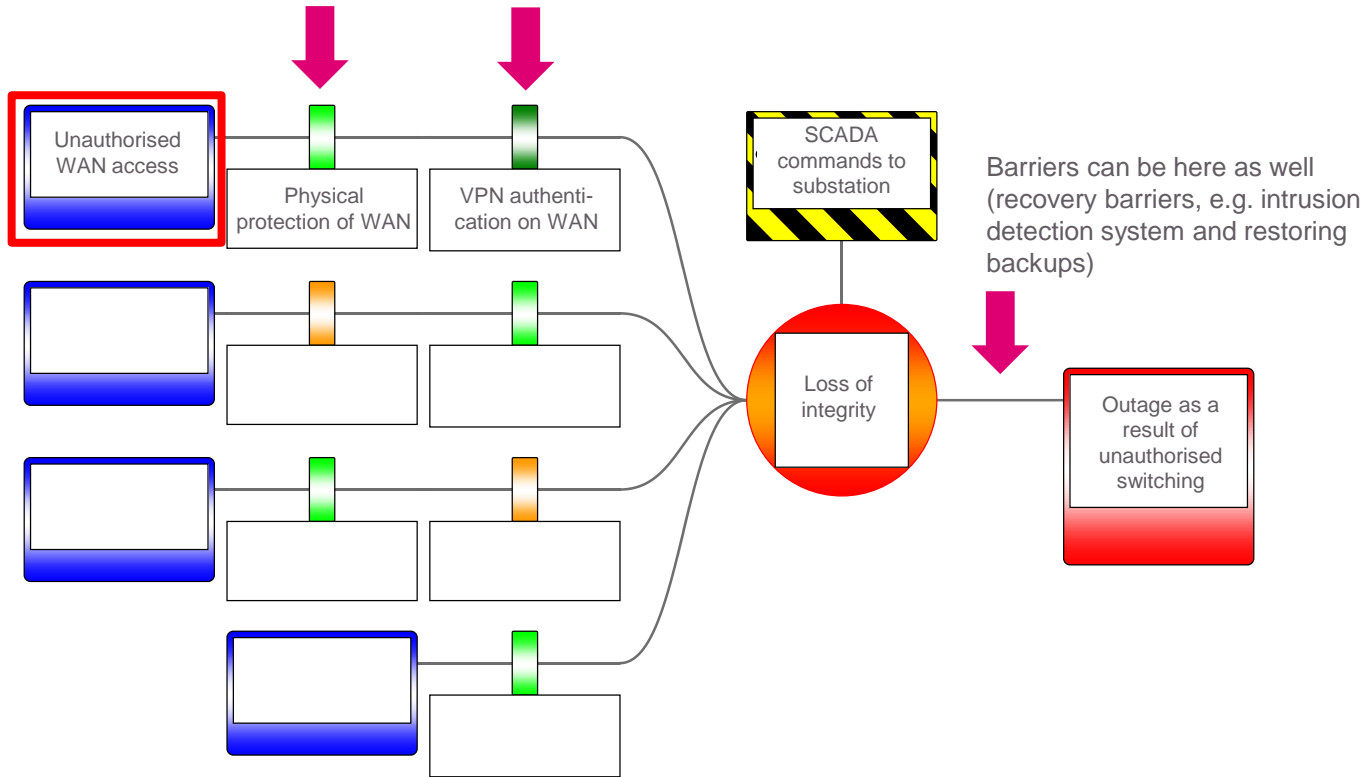 Unauthorised
WAN access
Physical
protection of WAN
VPN authenti-
cation on WAN
SCADA
commands to
substation
Loss of
integrity
Barriers can be here as well
(recovery barriers, e.g. intrusion
detection system and restoring
backups)
Outage as a
result of
unauthorised
switching